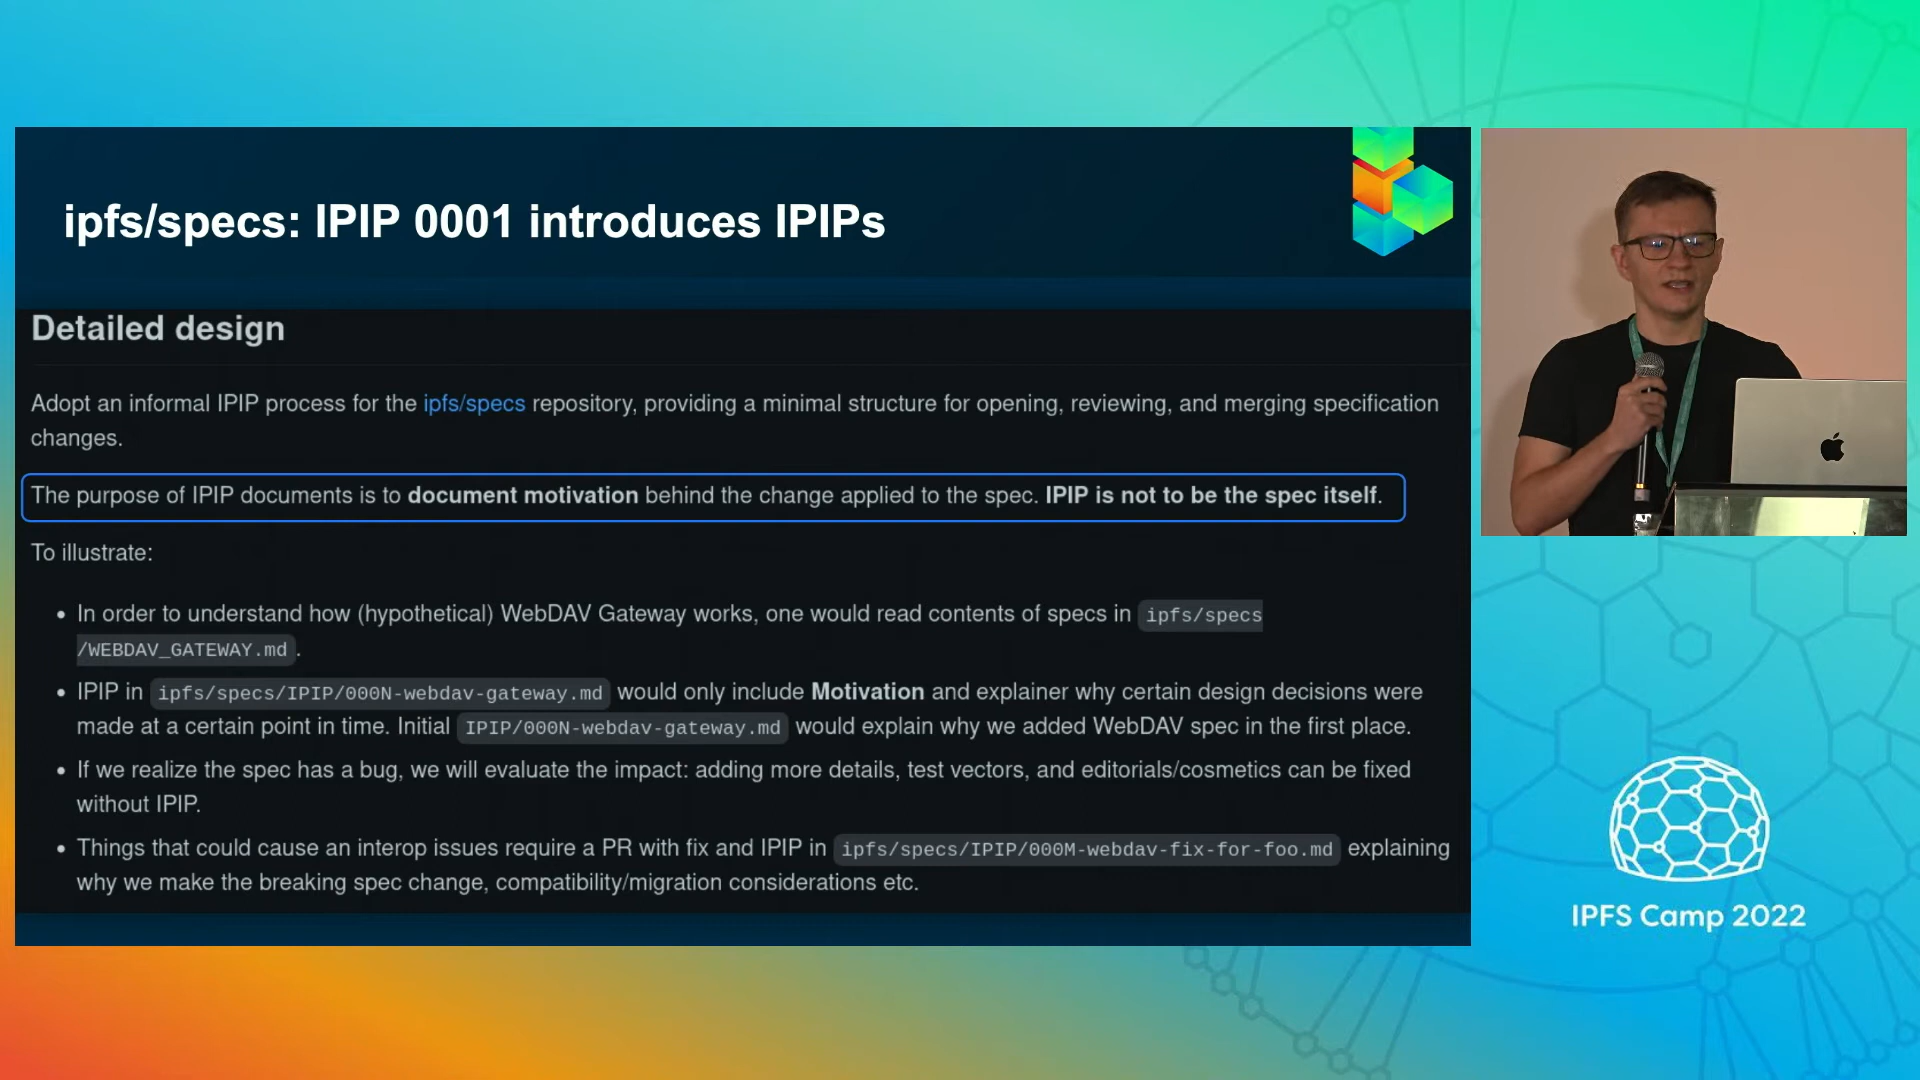 ipfs/specs: IPIP 0001 introduces IPIPs
Detailed design
Adopt an informal IPIP process for the ipfs/specs repository, providing a minimal structure for opening, reviewing, and merging specification
changes.
The purpose of IPIP documents is to document motivation behind the change applied to the spec. IPIP is not to be the spec itself.
To illustrate:
• In order to understand how (hypothetical) WebDAV Gateway works, one would read contents of specs in ipfs/specs
/WEBDAV_GATEWAY.md .
• IPIP in ipfs/specs/IPIP/000N-webdav-gateway.md would only include Motivation and explainer why certain design decisions were
made at a certain point in time. Initial IPIP/000N-webdav-gateway.md would explain why we added WebDAV spec in the first place.
• If we realize the spec has a bug, we will evaluate the impact: adding more details, test vectors, and editorials/cosmetics can be fixed
without IPIP.
• Things that could cause an interop issues require a PR with fix and IPIP in ipfs/specs/IPIP/000M-webdav-fix-for-foo.md explaining
why we make the breaking spec change, compatibility/migration considerations etc.
IPFS Camp 2022